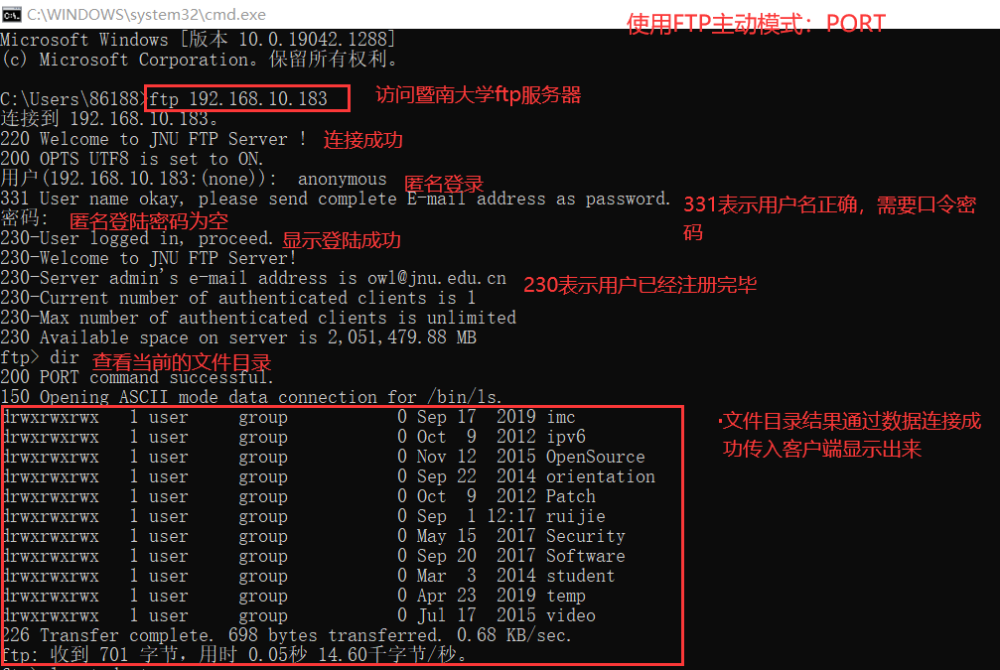 C:\WINDOWS\system32\cmd.exe
使用FTP主动模式：PORT
Microsoft Windows [版本 10.0.19042.1288]
(c) Microsoft Corporation。保留所有权利。
C:\Users\86188>ftp 192.168.10.183 访问暨南大学ftp服务器
连接到 192.168.10.183。
220 Welcome to JNU FTP Server ! 连接成功
200 OPTS UTF8 is set to ON.
用户(192.168.10.183:(none)): anonymous 匿名登录
331 User name okay, please send complete E-mail address as password. 331表示用户名正确，需要口令密
码
密码: 匿名登陆密码为空
230-User logged in, proceed. 显示登陆成功
230-Welcome to JNU FTP Server!
230-Server admin's e-mail address is owl@jnu.edu.cn 230表示用户已经注册完毕
230-Current number of authenticated clients is 1
230-Max number of authenticated clients is unlimited
230 Available space on server is 2,051,479.88 MB
ftp> dir 查看当前的文件目录
200 PORT command successful.
150 Opening ASCII mode data connection for /bin/ls.
drwxrwxrwx 1 user group 0 Sep 17 2019 imc
·文件目录结果通过数据连接成
功传入客户端显示出来
drwxrwxrwx 1 user group 0 Oct 9 2012 ipv6
drwxrwxrwx 1 user group 0 Nov 12 2015 OpenSource
drwxrwxrwx 1 user group 0 Sep 22 2014 orientation
drwxrwxrwx 1 user group 0 Oct 9 2012 Patch
drwxrwxrwx 1 user group 0 Sep 1 12:17 ruijie
drwxrwxrwx 1 user group 0 May 15 2017 Security
drwxrwxrwx 1 user group 0 Sep 20 2017 Software
drwxrwxrwx 1 user group 0 Mar 3 2014 student
drwxrwxrwx 1 user group 0 Apr 23 2019 temp
drwxrwxrwx 1 user group 0 Jul 17 2015 video
226 Transfer complete. 698 bytes transferred. 0.68 KB/sec.
ftp: 收到 701 字节，用时 0.05秒 14.60千字节/秒。